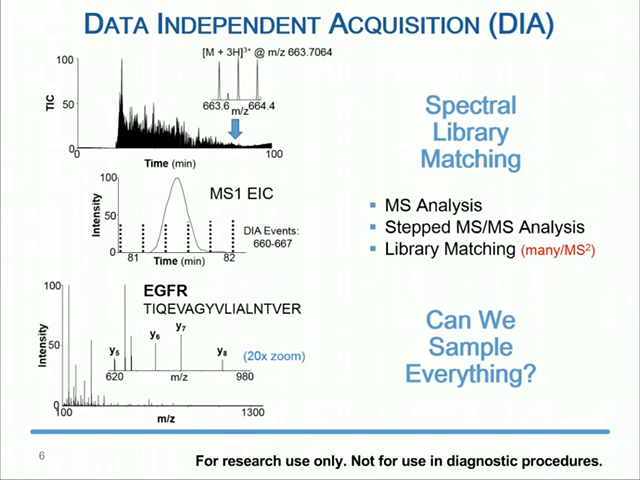 DATA INDEPENDENT ACQUISITION (DIA)
[M + 3H]³⁺ @ m/z 663.7064
100
50
0
TIC
663.6 m/z 664.4
0 100
Time (min)
Spectral
Library
Matching
MS1 EIC
100
50
0
Intensity
DIA Events:
660-667
81 82
Time (min)
▪ MS Analysis
▪ Stepped MS/MS Analysis
▪ Library Matching (many/MS²)
EGFR
TIQEVAGYVLIALNTVER
100
50
0
Intensity
y₅ y₆ y₇ y₈
(20x zoom)
620 m/z 980
100 1300
m/z
Can We
Sample
Everything?
6
For research use only. Not for use in diagnostic procedures.